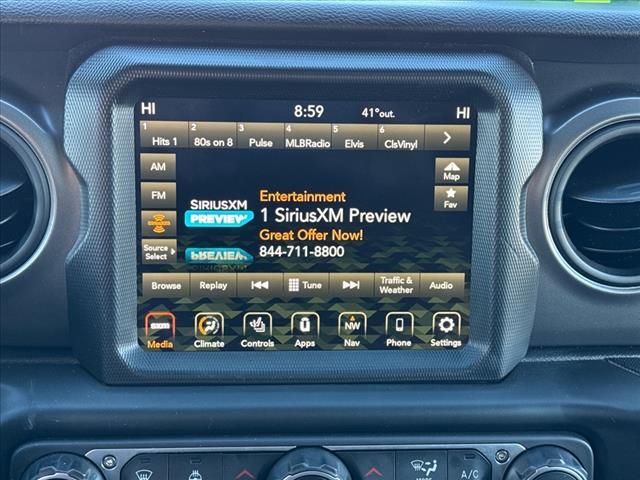 HI 8:59 41°out. HI
1 Hits 1 2 80s on 8 3 Pulse 4 MLBRadio 5 Elvis 6 ClsVinyl
AM
Map
FM
Fav
SIRIUSXM
PREVIEW
Entertainment
1 SiriusXM Preview
Great Offer Now!
844-711-8800
Source
Select
Browse Replay Tune Traffic &
Weather Audio
sxm NW
Media Climate Controls Apps Nav Phone Settings
MODE A/C